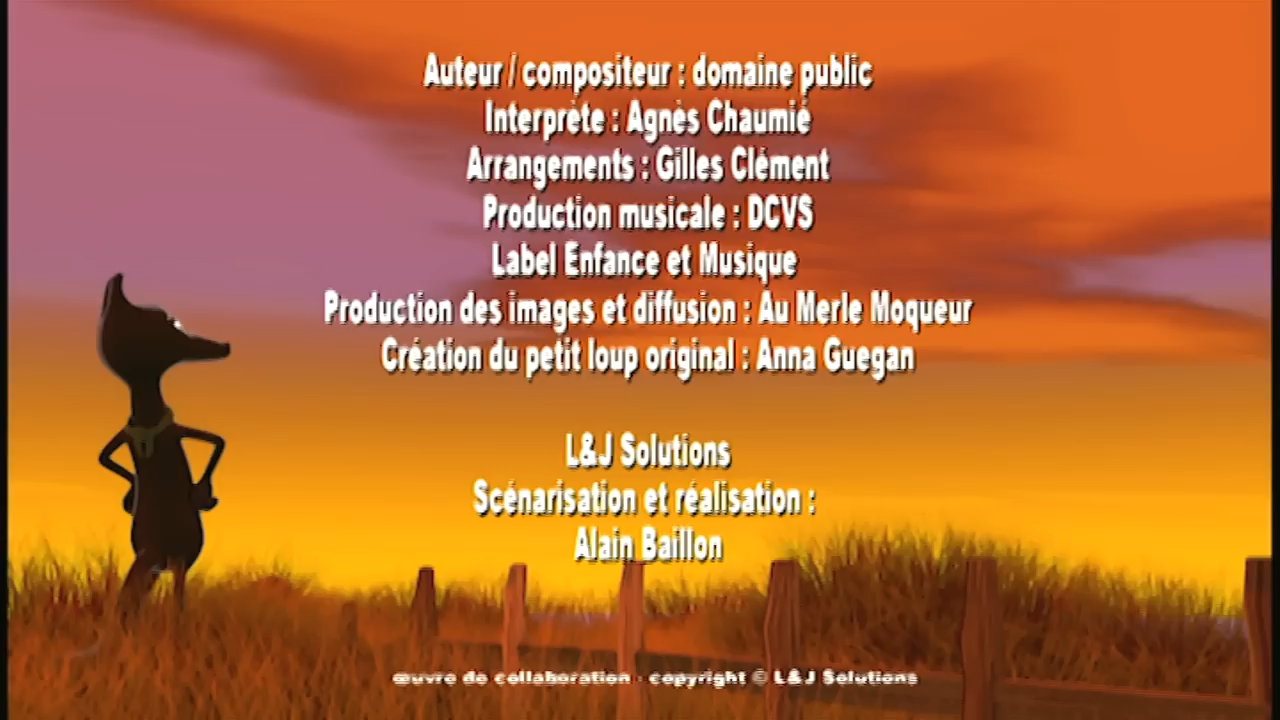 Auteur / compositeur : domaine public
Interprète : Agnès Chaumié
Arrangements : Gilles Clément
Production musicale : DCVS
Label Enfance et Musique
Production des images et diffusion : Au Merle Moqueur
Création du petit loup original : Anna Guegan
L&J Solutions
Scénarisation et réalisation :
Alain Baillon
œuvre de collaboration - copyright © L&J Solutions